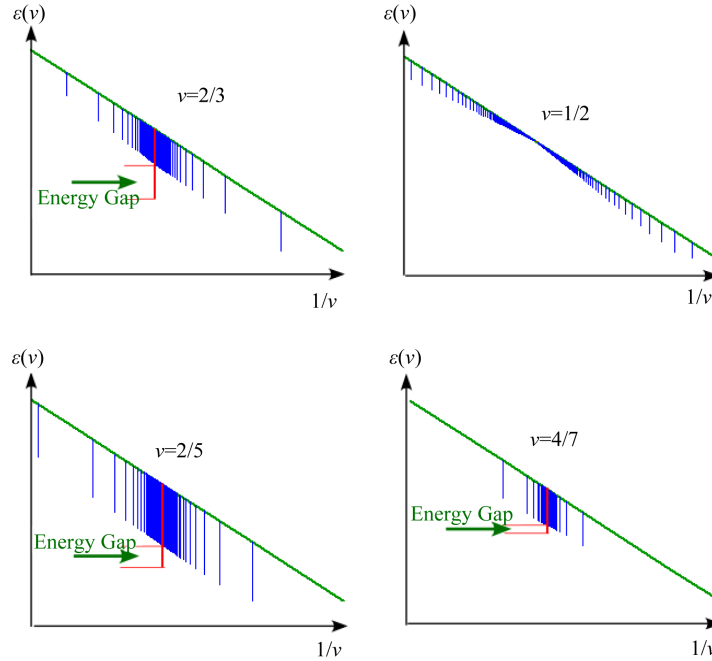 ε(ν)
ν=2/3
Energy Gap
1/ν
ε(ν)
ν=1/2
1/ν
ε(ν)
ν=2/5
Energy Gap
1/ν
ε(ν)
ν=4/7
Energy Gap
1/ν